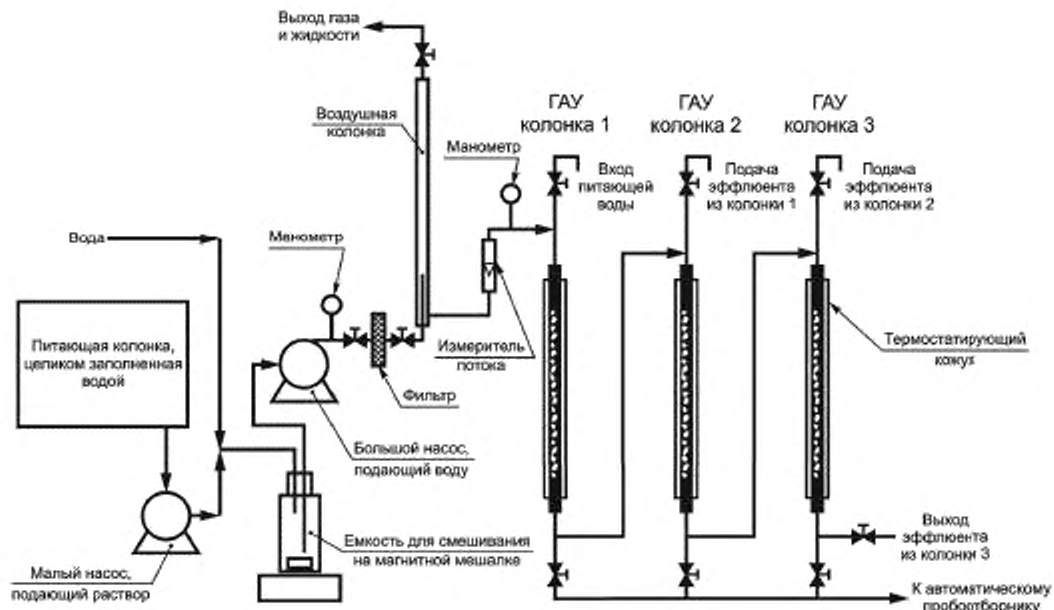 Выход газа
и жидкости
Воздушная
колонка
Манометр
ГАУ
колонка 1
ГАУ
колонка 2
ГАУ
колонка 3
Вход
питающей
воды
Подача
эффлюента
из колонки 1
Подача
эффлюента
из колонки 2
Вода
Манометр
Питающая колонка,
целиком заполненная
водой
Измеритель
потока
Термостатирующий
кожух
Фильтр
Большой насос,
подающий воду
Емкость для смешивания
на магнитной мешалке
Выход
эффлюента
из колонки 3
Малый насос,
подающий раствор
К автоматическому
пробоотборнику